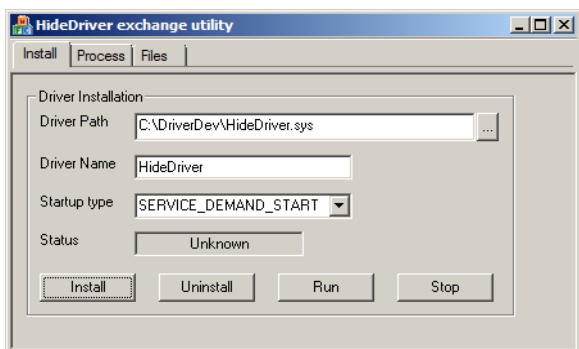 HideDriver exchange utility
Install Process Files
Driver Installation
Driver Path C:\DriverDev\HideDriver.sys ...
Driver Name HideDriver
Startup type SERVICE_DEMAND_START
Status Unknown
Install Uninstall Run Stop